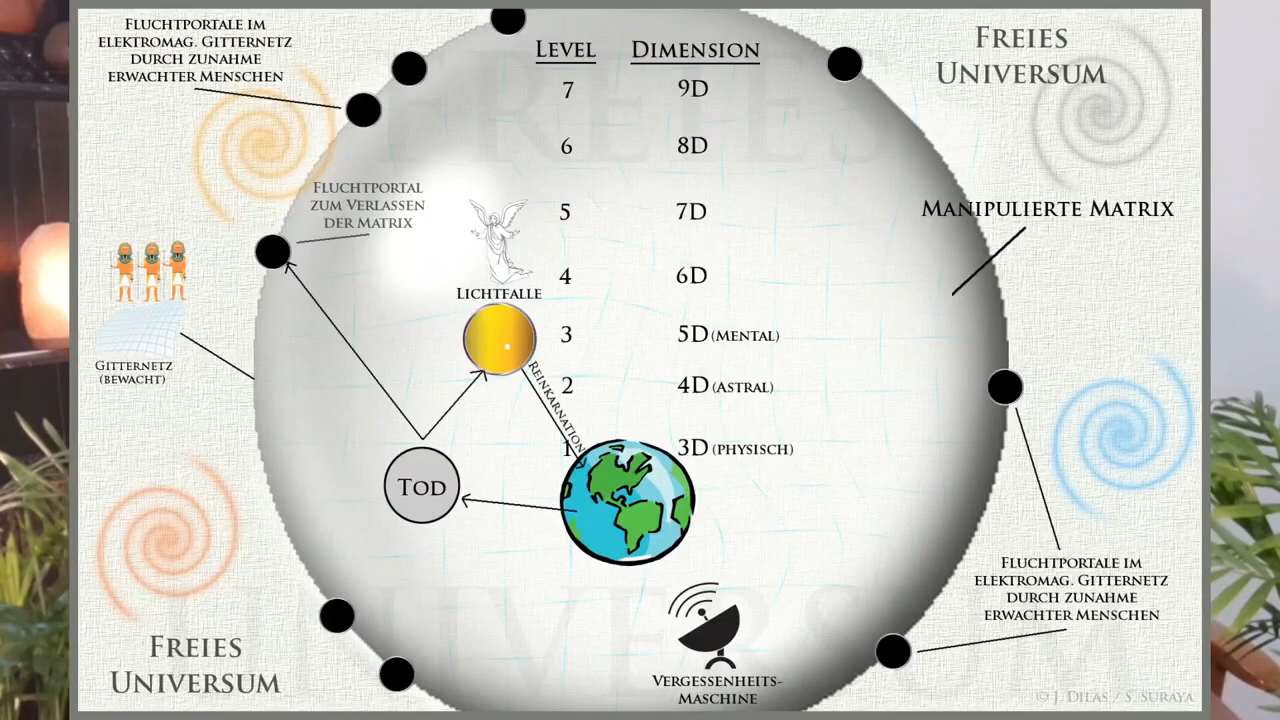 Fluchtportale im
elektromag. Gitternetz
durch Zunahme
erwachter Menschen
Level
Dimension
Freies
Universum
7
9D
6
8D
Fluchtportal
zum Verlassen
der Matrix
5
7D
Manipulierte Matrix
4
6D
Lichtfalle
3
5D (Mental)
Gitternetz
(bewacht)
Reinkarnation
2
4D (Astral)
1
3D (physisch)
Tod
Fluchtportale im
elektromag. Gitternetz
durch Zunahme
erwachter Menschen
Freies
Universum
Vergessenheits-
maschine
© J. Dilas / S. Suraya